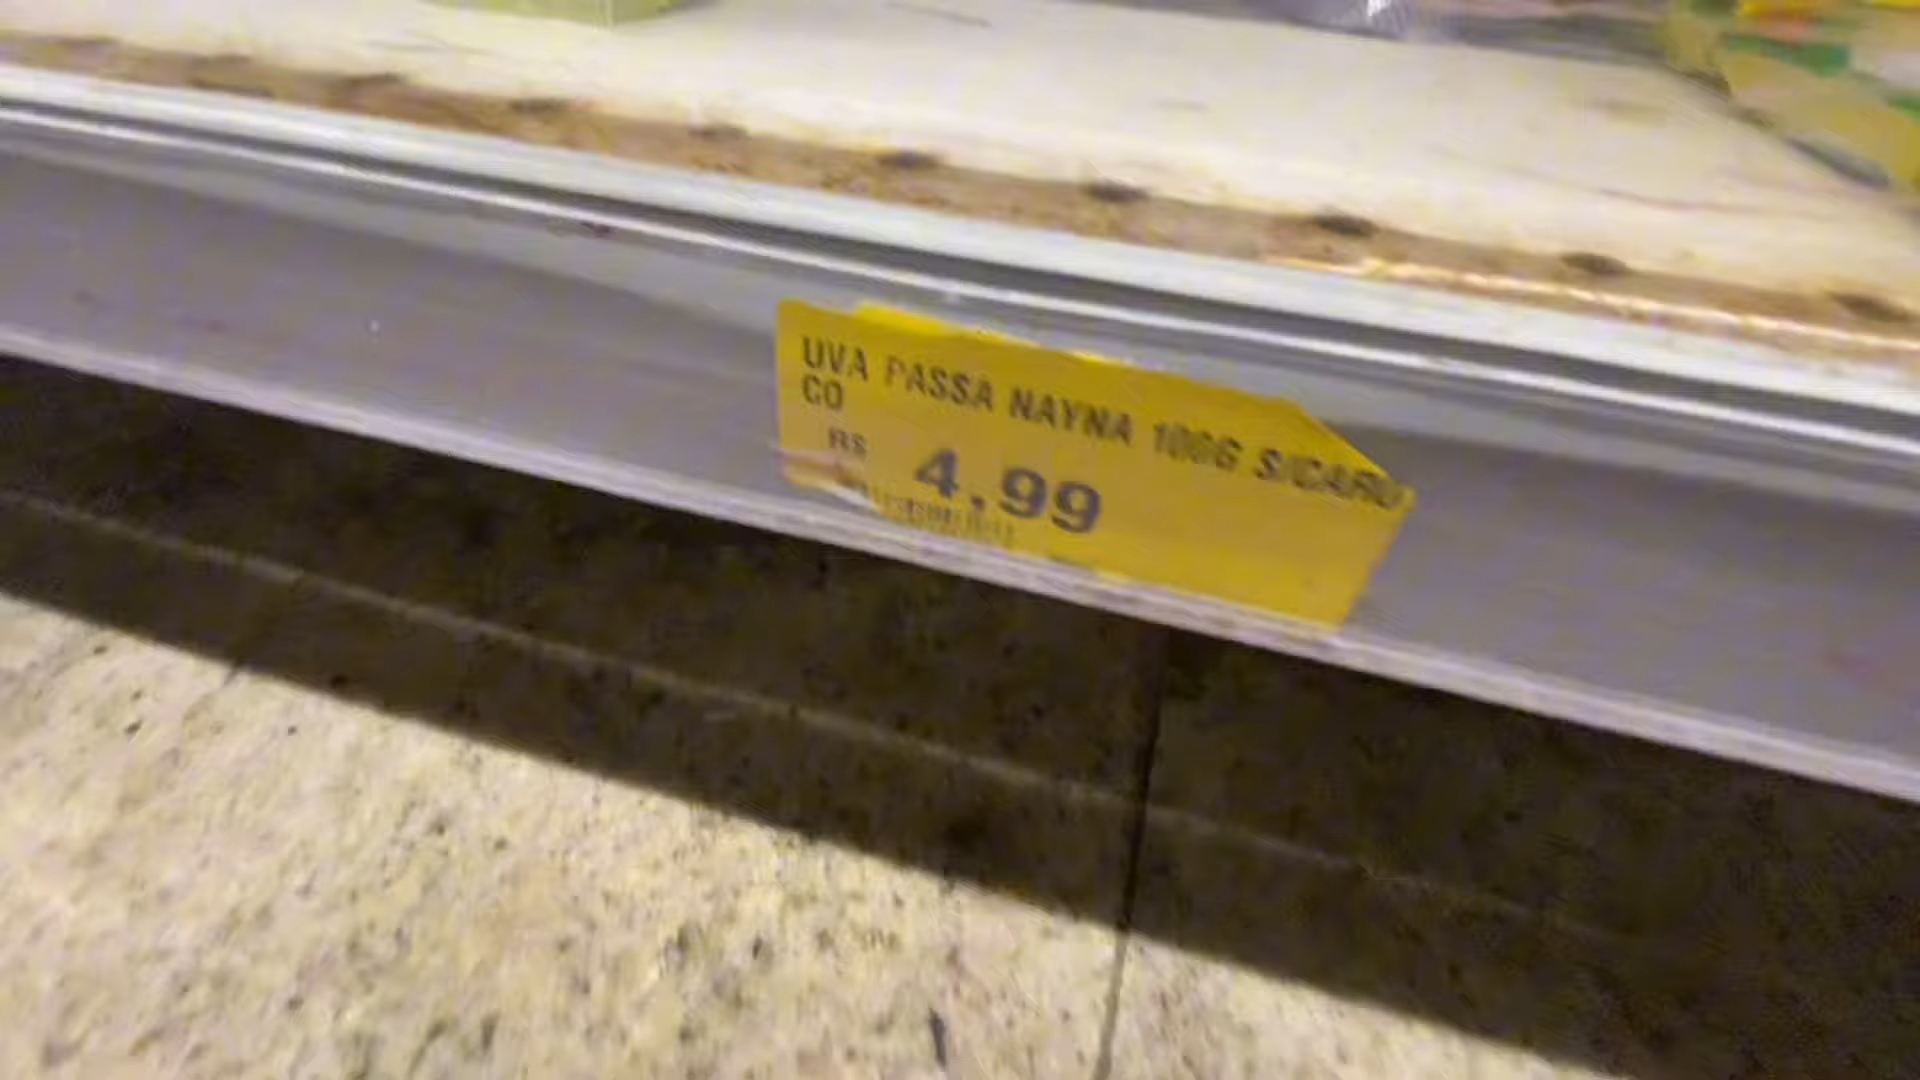 UVA PASSA NAYNA 100G S/CARO
CO
R$ 4.99